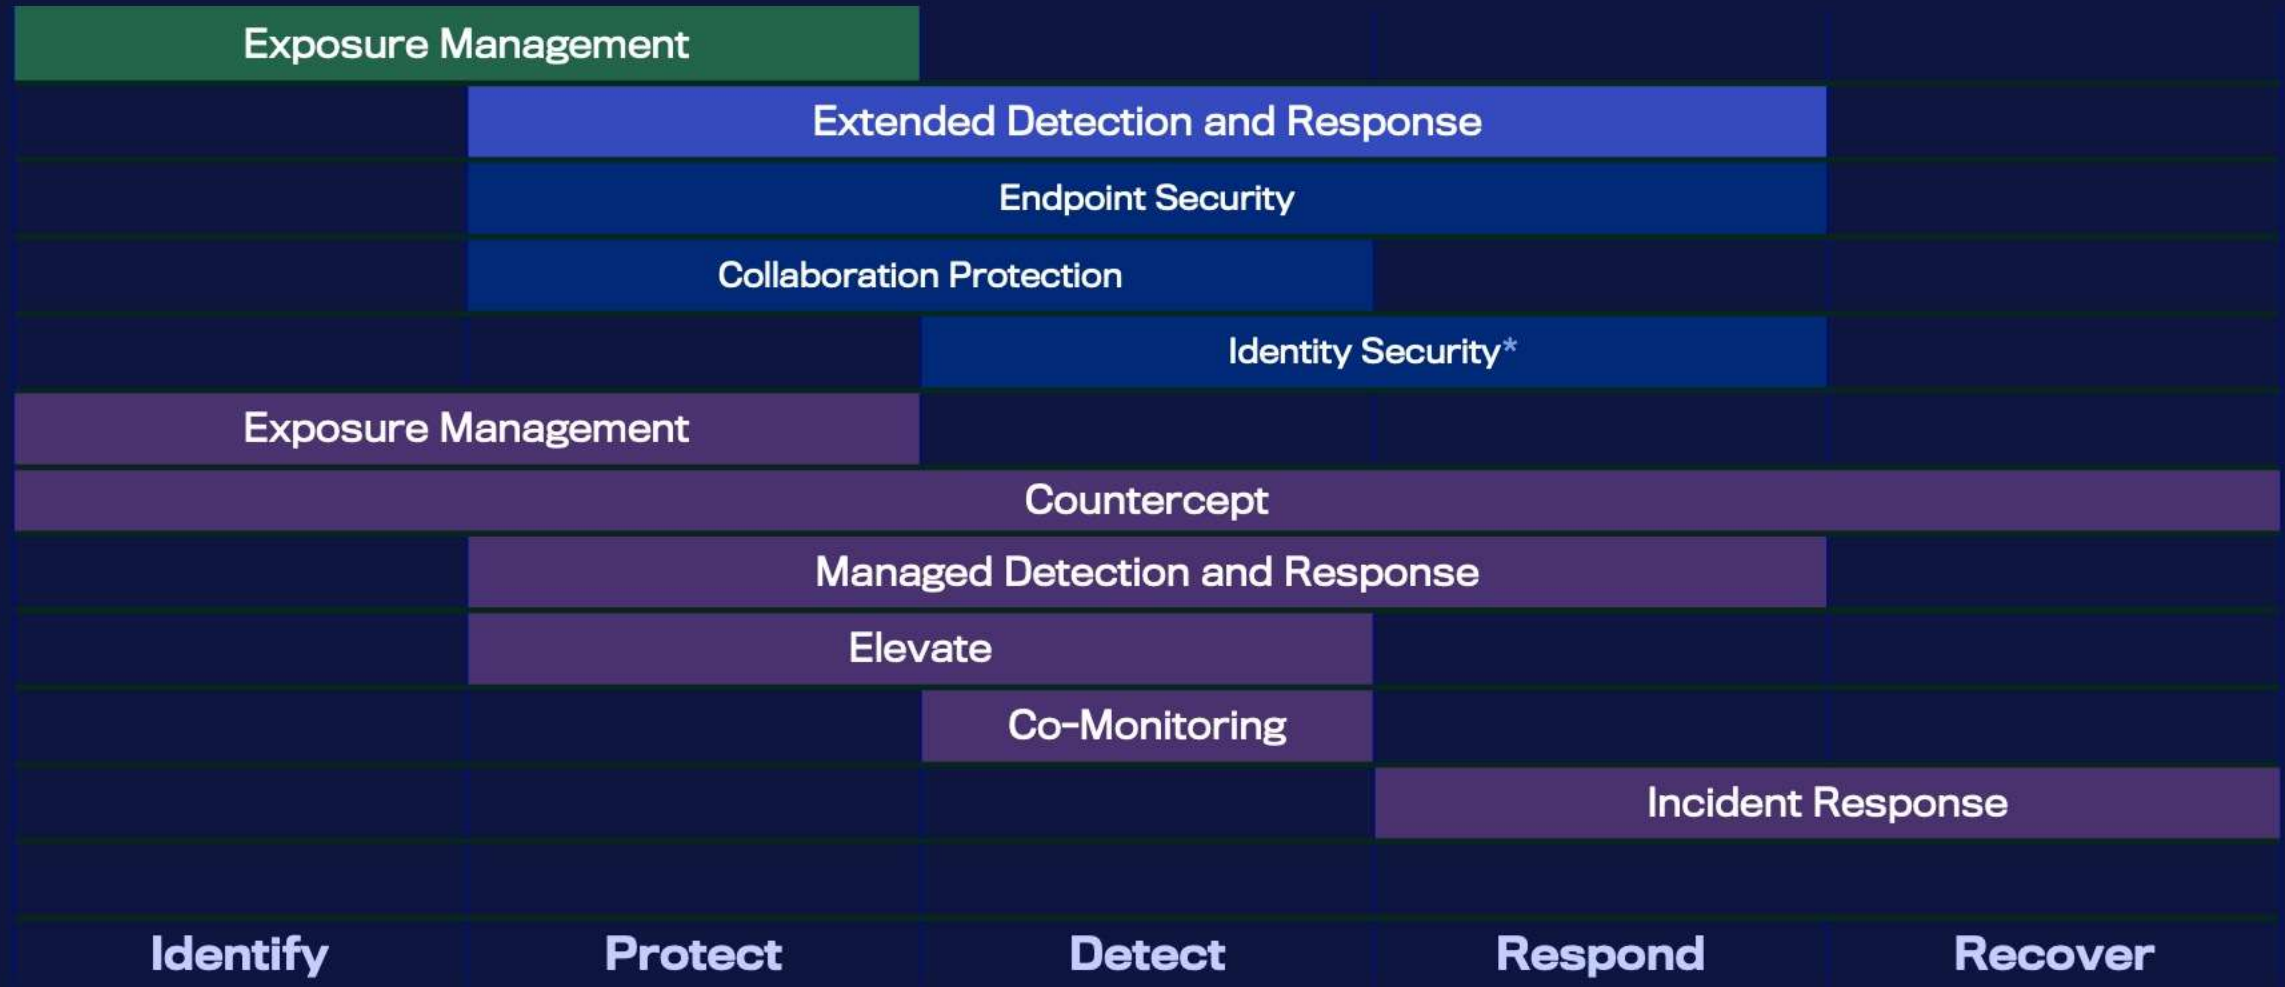 Exposure Management
Extended Detection and Response
Endpoint Security
Collaboration Protection
Identity Security*
Exposure Management
Countercept
Managed Detection and Response
Elevate
Co-Monitoring
Incident Response
Identify Protect Detect Respond Recover